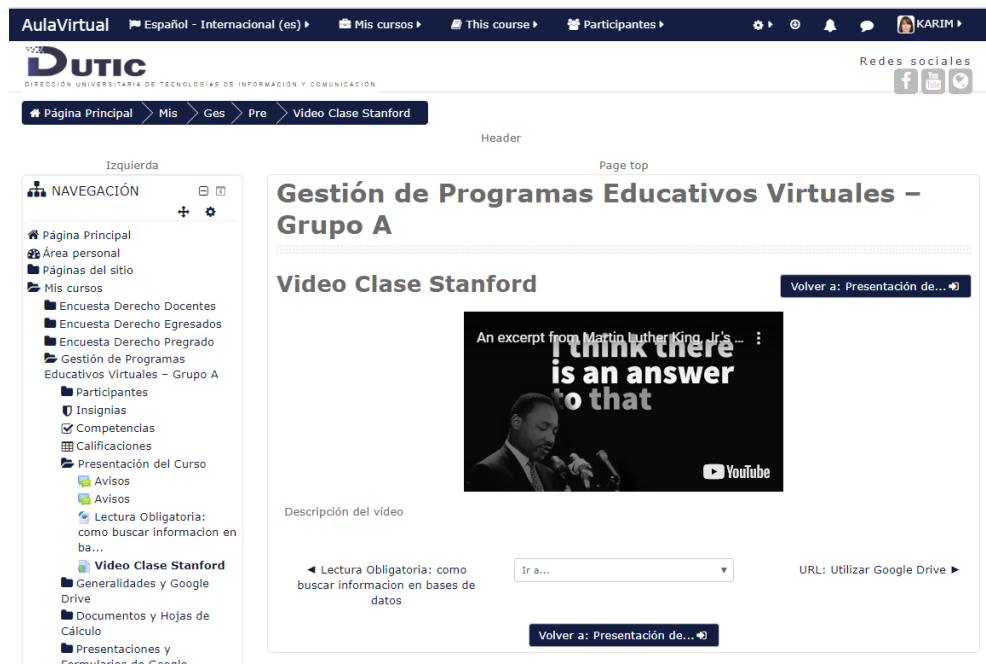 AulaVirtual Español - Internacional (es) Mis cursos This course Participantes KARIM
DUTIC
DIRECCIÓN UNIVERSITARIA DE TECNOLOGÍAS DE INFORMACIÓN Y COMUNICACIÓN
Redes sociales
You Tube
Página Principal Mis Ges Pre Video Clase Stanford
Header
Izquierda
Page top
NAVEGACIÓN
Página Principal
Área personal
Páginas del sitio
Mis cursos
Encuesta Derecho Docentes
Encuesta Derecho Egresados
Encuesta Derecho Pregrado
Gestión de Programas
Educativos Virtuales – Grupo A
Participantes
Insignias
Competencias
Calificaciones
Presentación del Curso
Avisos
Avisos
Lectura Obligatoria:
como buscar informacion en
ba...
Video Clase Stanford
Generalidades y Google
Drive
Documentos y Hojas de
Cálculo
Presentaciones y
Formularios de Google
Gestión de Programas Educativos Virtuales –
Grupo A
Video Clase Stanford
Volver a: Presentación de...
An excerpt from Martin Luther King, Jr's ...
I think there
is an answer
to that
YouTube
Descripción del vídeo
◄ Lectura Obligatoria: como
buscar informacion en bases de
datos
Ir a...
URL: Utilizar Google Drive ►
Volver a: Presentación de...